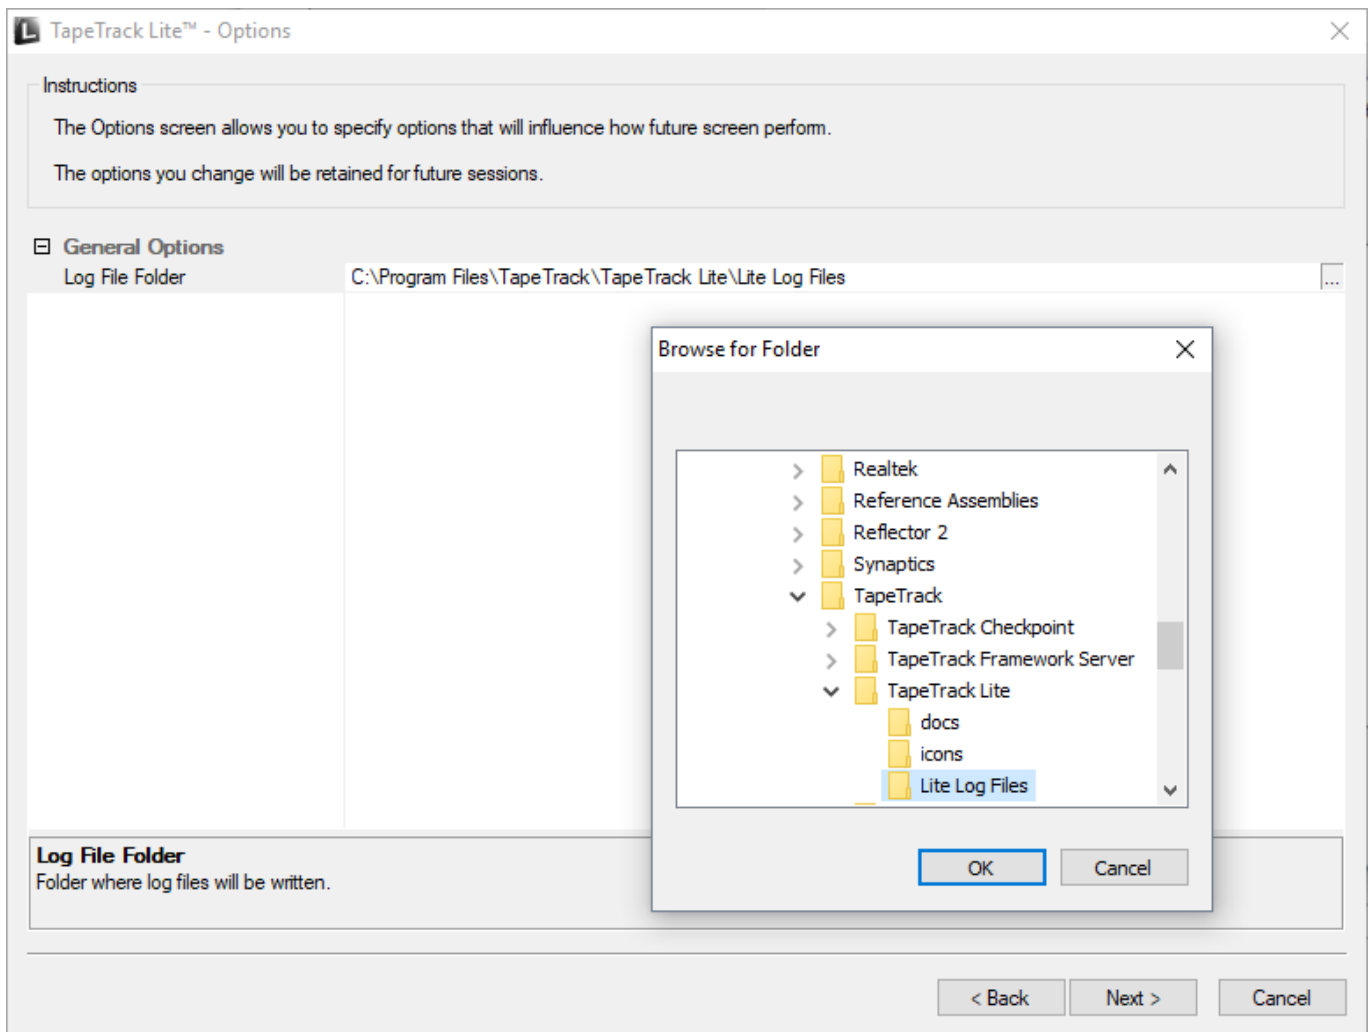 TapeTrack Lite™ - Options
Instructions
The Options screen allows you to specify options that will influence how future screen perform.
The options you change will be retained for future sessions.
General Options
Log File Folder
C:\Program Files\TapeTrack\TapeTrack Lite\Lite Log Files
...
Browse for Folder
Realtek
Reference Assemblies
Reflector 2
Synaptics
TapeTrack
TapeTrack Checkpoint
TapeTrack Framework Server
TapeTrack Lite
docs
icons
Lite Log Files
OK
Cancel
Log File Folder
Folder where log files will be written.
< Back
Next >
Cancel